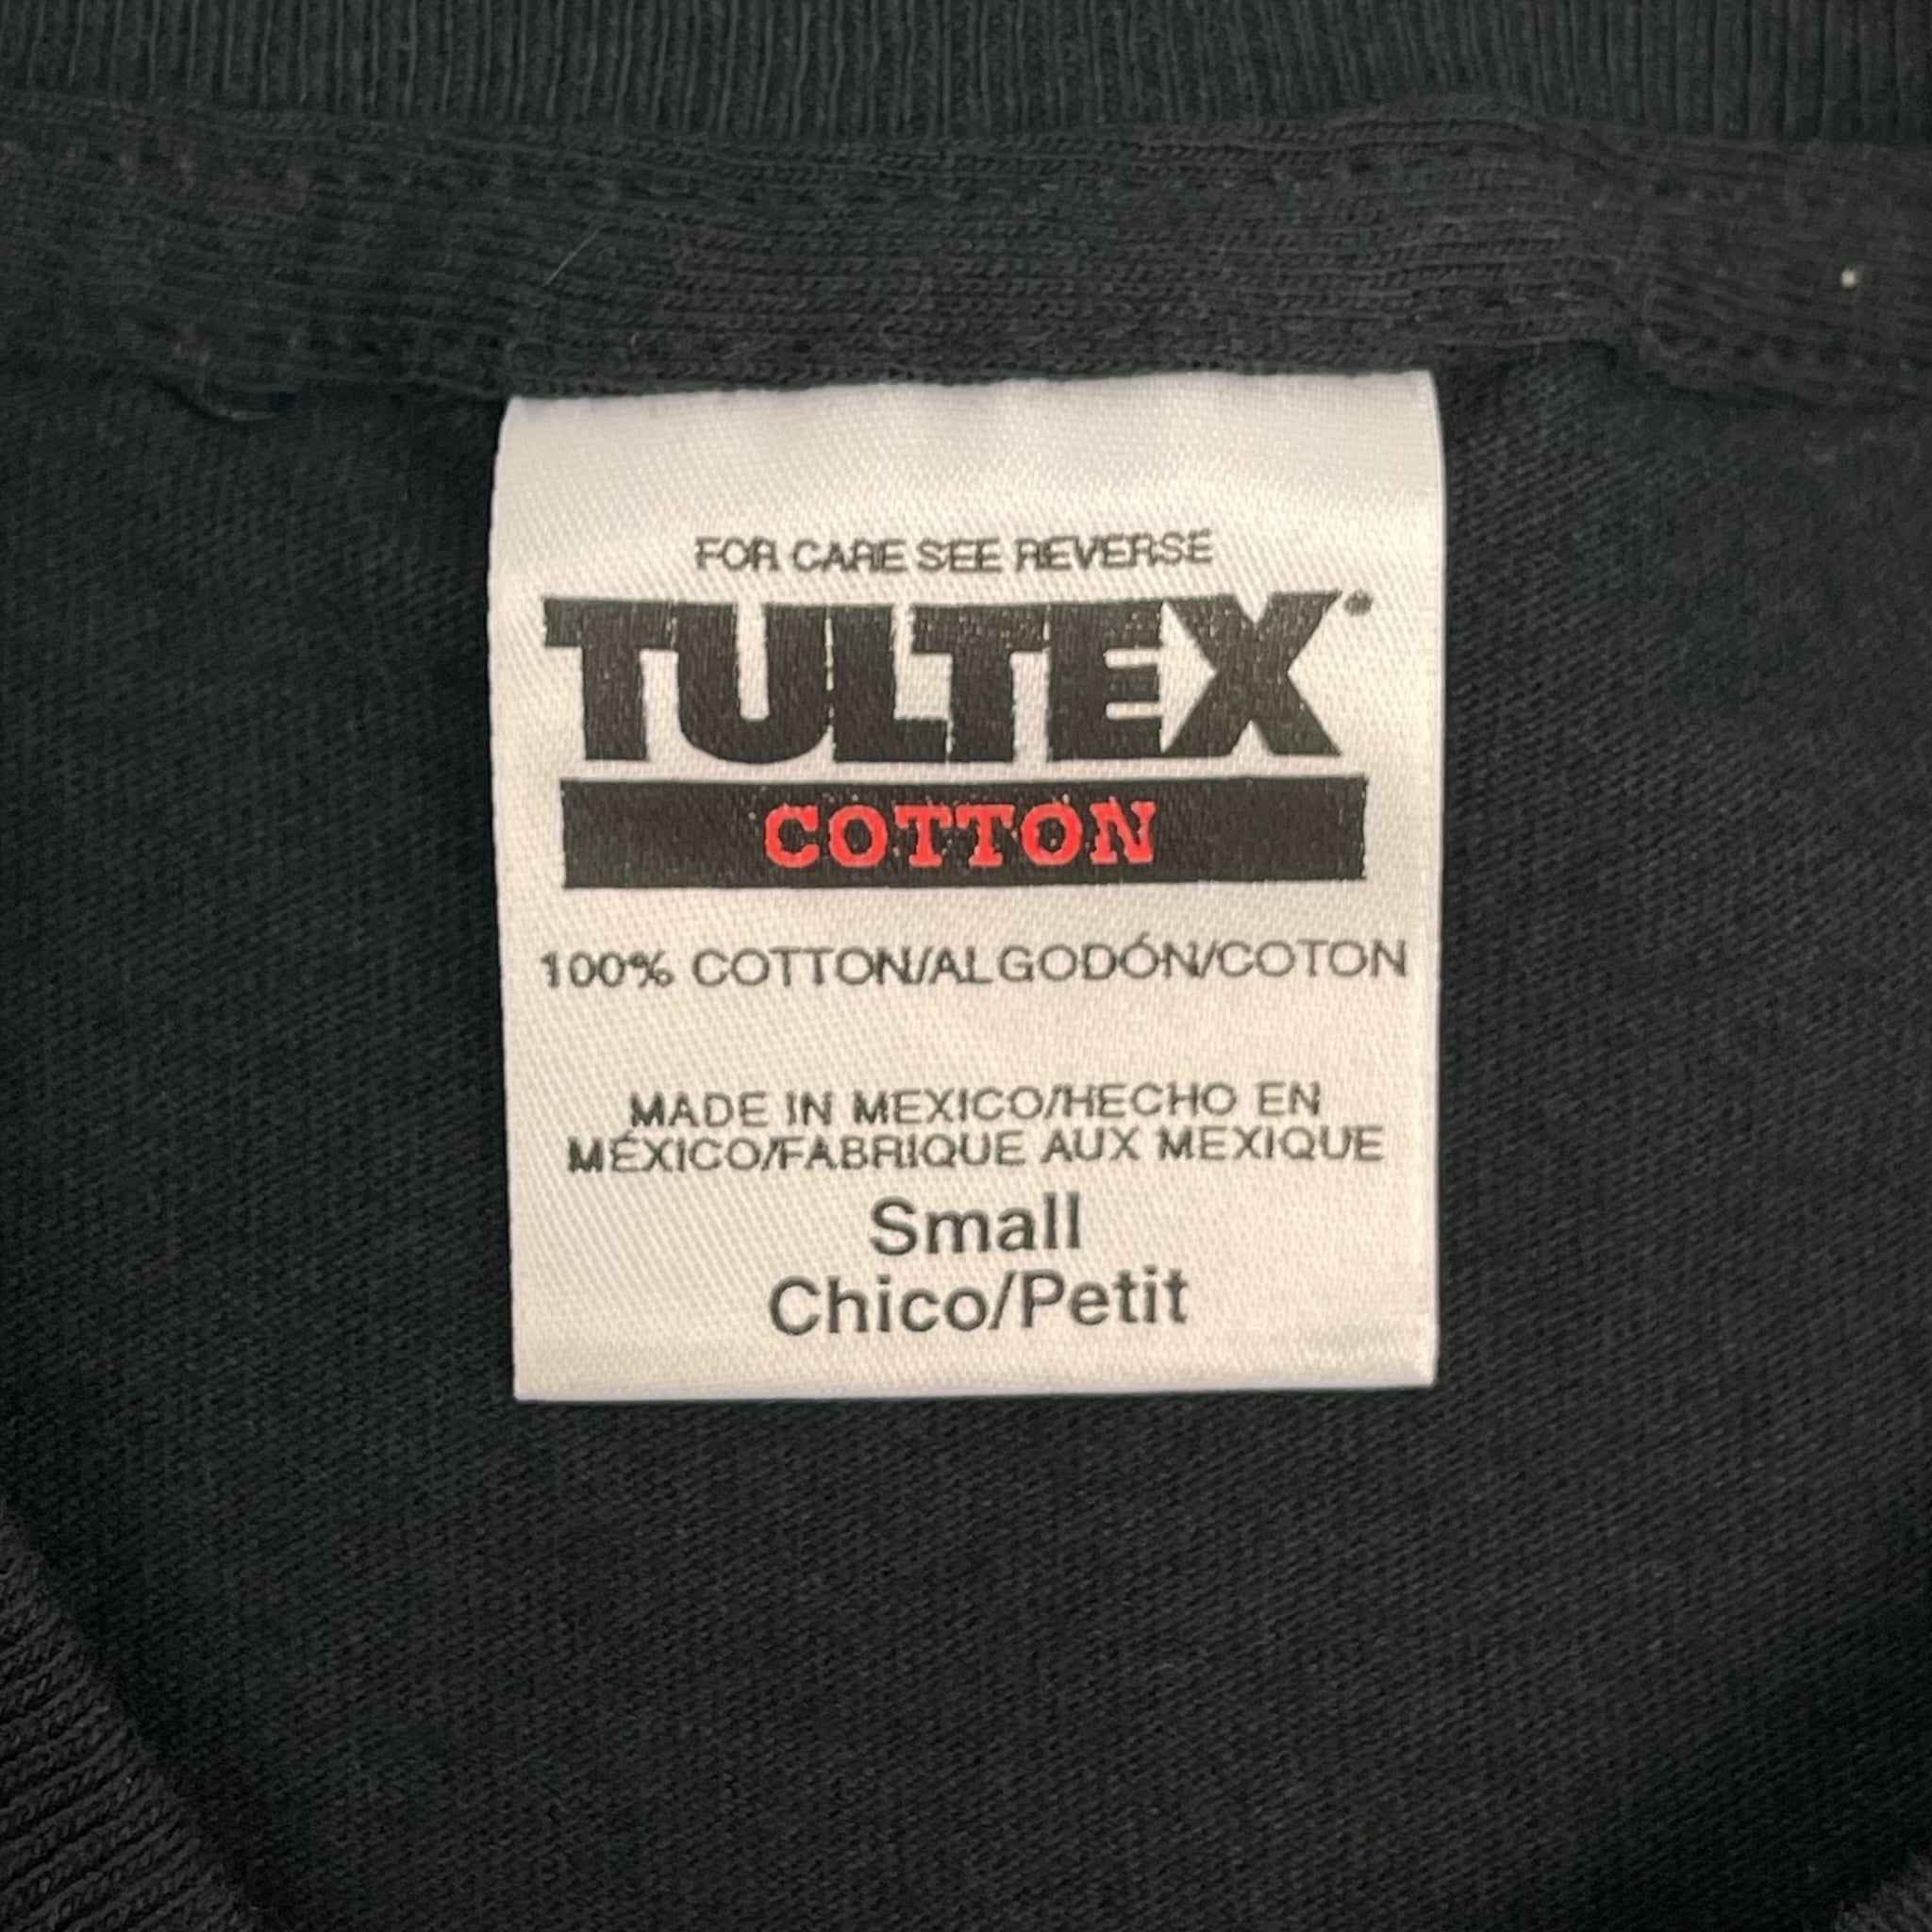 FOR CARE SEE REVERSE
TULTEX®
COTTON
100% COTTON/ALGODÓN/COTON
MADE IN MEXICO/HECHO EN
MÉXICO/FABRIQUE AUX MEXIQUE
Small
Chico/Petit